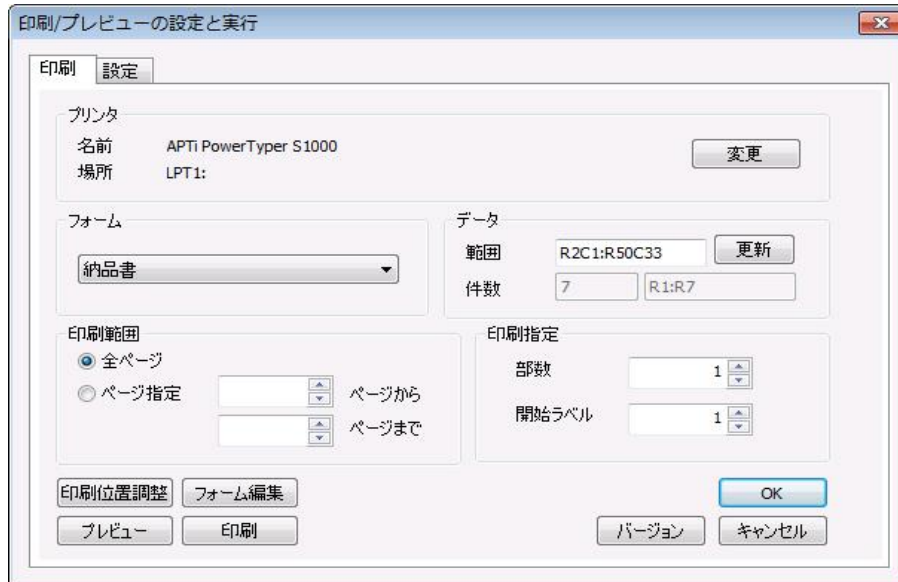 印刷/プレビューの設定と実行
印刷 設定
プリンタ
名前 APTi PowerTyper S1000
場所 LPT1:
変更
フォーム
納品書
データ
範囲 R2C1:R50C33 更新
件数 7 R1:R7
印刷範囲
全ページ
ページ指定 ページから
ページまで
印刷指定
部数 1
開始ラベル 1
印刷位置調整 フォーム編集 OK
プレビュー 印刷 バージョン キャンセル